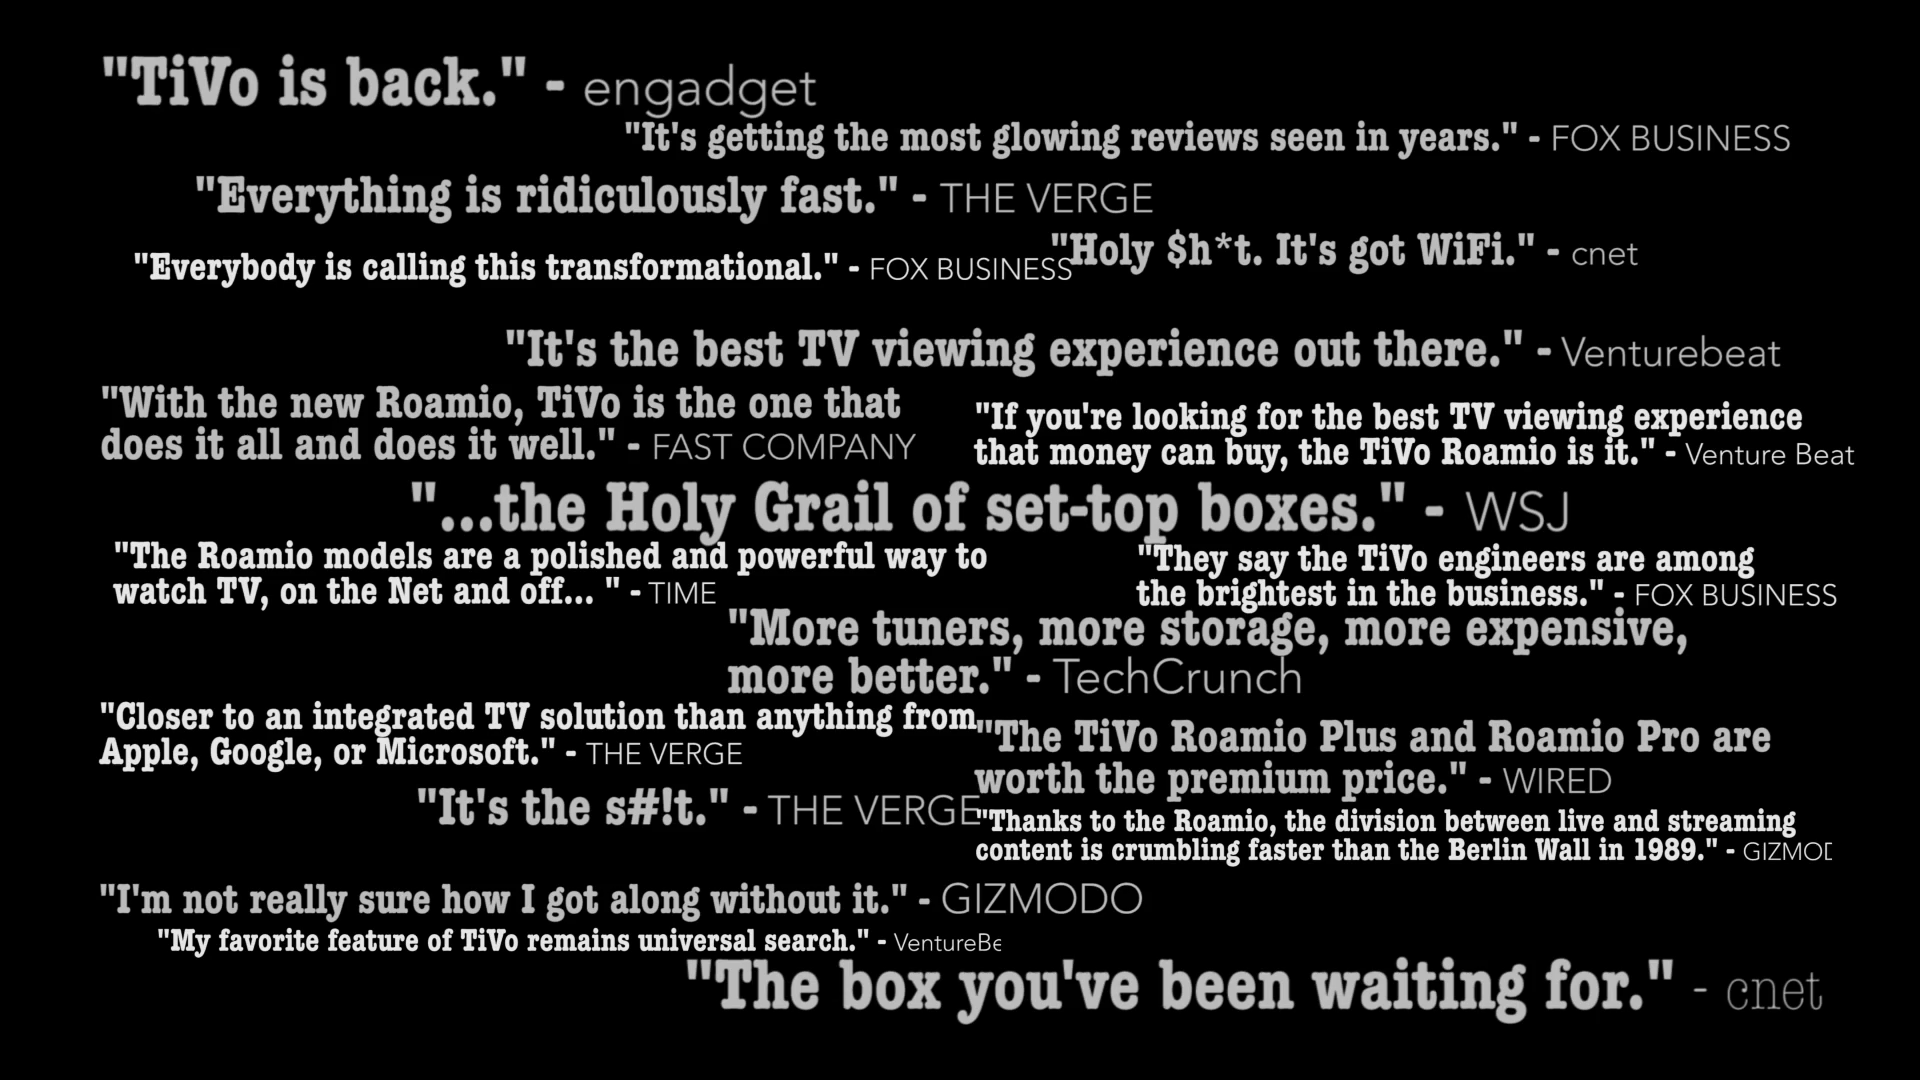 "TiVo is back." - engadget
"It's getting the most glowing reviews seen in years." - FOX BUSINESS
"Everything is ridiculously fast." - THE VERGE
"Holy $h*t. It's got WiFi." - cnet
"Everybody is calling this transformational." - FOX BUSINESS
"It's the best TV viewing experience out there." - Venturebeat
"With the new Roamio, TiVo is the one that
does it all and does it well." - FAST COMPANY
"If you're looking for the best TV viewing experience
that money can buy, the TiVo Roamio is it." - Venture Beat
"...the Holy Grail of set-top boxes." - WSJ
"The Roamio models are a polished and powerful way to
watch TV, on the Net and off... " - TIME
"They say the TiVo engineers are among
the brightest in the business." - FOX BUSINESS
"More tuners, more storage, more expensive,
more better." - TechCrunch
"Closer to an integrated TV solution than anything from
Apple, Google, or Microsoft." - THE VERGE
"The TiVo Roamio Plus and Roamio Pro are
worth the premium price." - WIRED
"It's the s#!t." - THE VERGE
"Thanks to the Roamio, the division between live and streaming
content is crumbling faster than the Berlin Wall in 1989." - GIZMOD
"I'm not really sure how I got along without it." - GIZMODO
"My favorite feature of TiVo remains universal search." - VentureBe
"The box you've been waiting for." - cnet